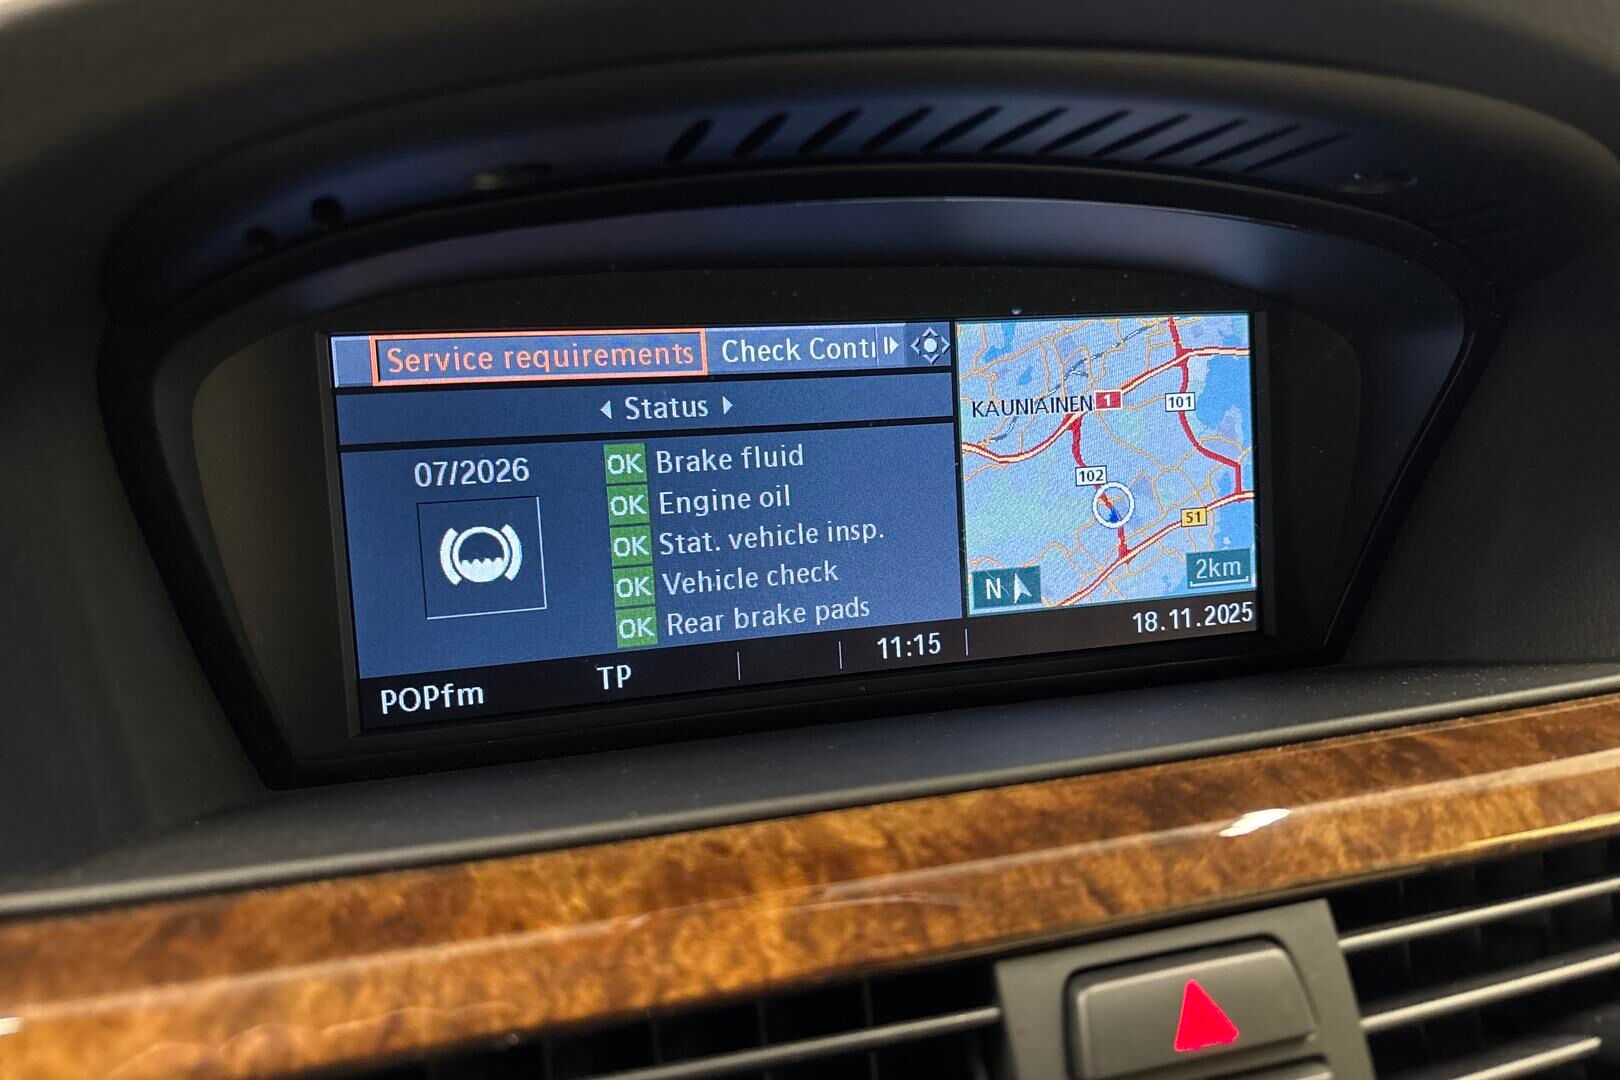 Service requirements
Check Conti
Status
07/2026
OK Brake fluid
OK Engine oil
OK Stat. vehicle insp.
OK Vehicle check
OK Rear brake pads
KAUNIAINEN
1
101
102
51
N
2km
POPfm
TP
11:15
18.11.2025